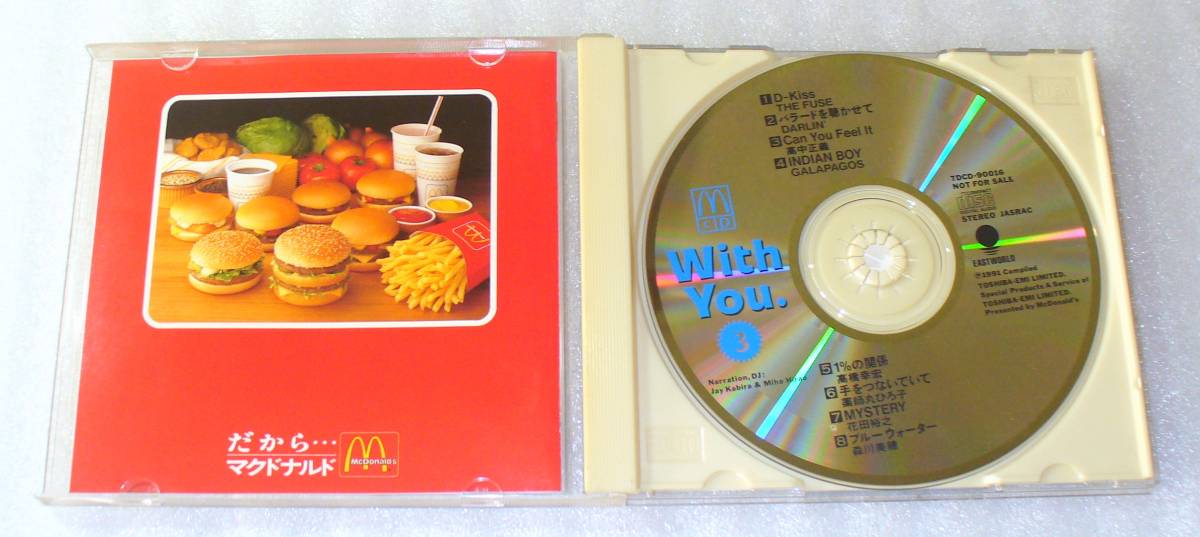 だから…
マクドナルド
McDonald's
1 D-Kiss
THE FUSE
2 バラードを聴かせて
DARLIN'
3 Can You Feel It
高中正義
4 INDIAN BOY
GALAPAGOS
M
CD
With
You.
3
Narration, DJ:
Jay Kabira & Miho
TDCD-90016
NOT FOR SALE
COMPACT
disc
DIGITAL AUDIO
STEREO JASRAC
EASTWORLD
℗1991 Compiled
TOSHIBA-EMI LIMITED.
Special Products & Service of
TOSHIBA-EMI LIMITED.
Presented by McDonald's
5 1%の関係
高橋幸宏
6 手をつないでいて
薬師丸ひろ子
7 MYSTERY
花田裕之
8 ブルーウォーター
森川美穂